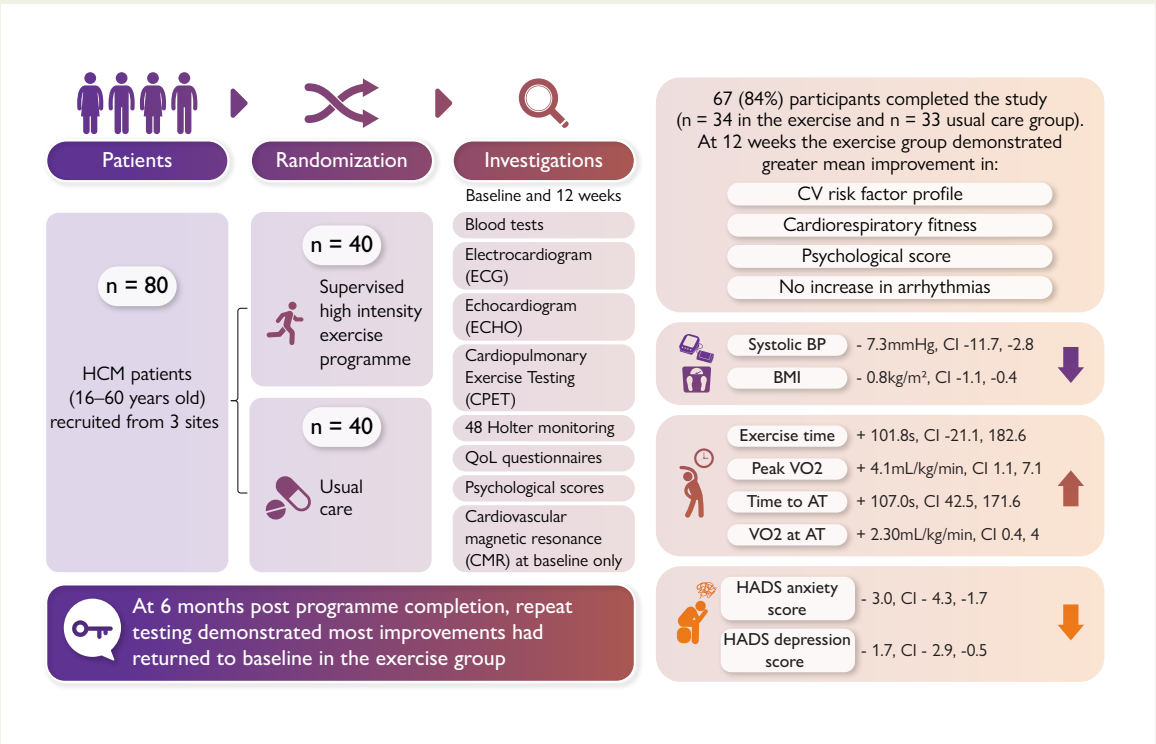 Patients
Randomization
Investigations
Baseline and 12 weeks
n = 80
HCM patients
(16–60 years old)
recruited from 3 sites
n = 40
Supervised
high intensity
exercise
programme
n = 40
Usual
care
Blood tests
Electrocardiogram
(ECG)
Echocardiogram
(ECHO)
Cardiopulmonary
Exercise Testing
(CPET)
48 Holter monitoring
QoL questionnaires
Psychological scores
Cardiovascular
magnetic resonance
(CMR) at baseline only
At 6 months post programme completion, repeat
testing demonstrated most improvements had
returned to baseline in the exercise group
67 (84%) participants completed the study
(n = 34 in the exercise and n = 33 usual care group).
At 12 weeks the exercise group demonstrated
greater mean improvement in:
CV risk factor profile
Cardiorespiratory fitness
Psychological score
No increase in arrhythmias
Systolic BP - 7.3mmHg, CI -11.7, -2.8
BMI - 0.8kg/m², CI -1.1, -0.4
Exercise time + 101.8s, CI -21.1, 182.6
Peak VO2 + 4.1mL/kg/min, CI 1.1, 7.1
Time to AT + 107.0s, CI 42.5, 171.6
VO2 at AT + 2.30mL/kg/min, CI 0.4, 4
HADS anxiety
score
- 3.0, CI - 4.3, -1.7
HADS depression
score
- 1.7, CI - 2.9, -0.5